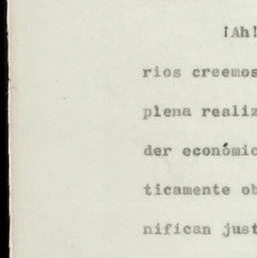 ¡Ah!
rios creemos
plena realiz
der económic
ticamente ob
nifican just